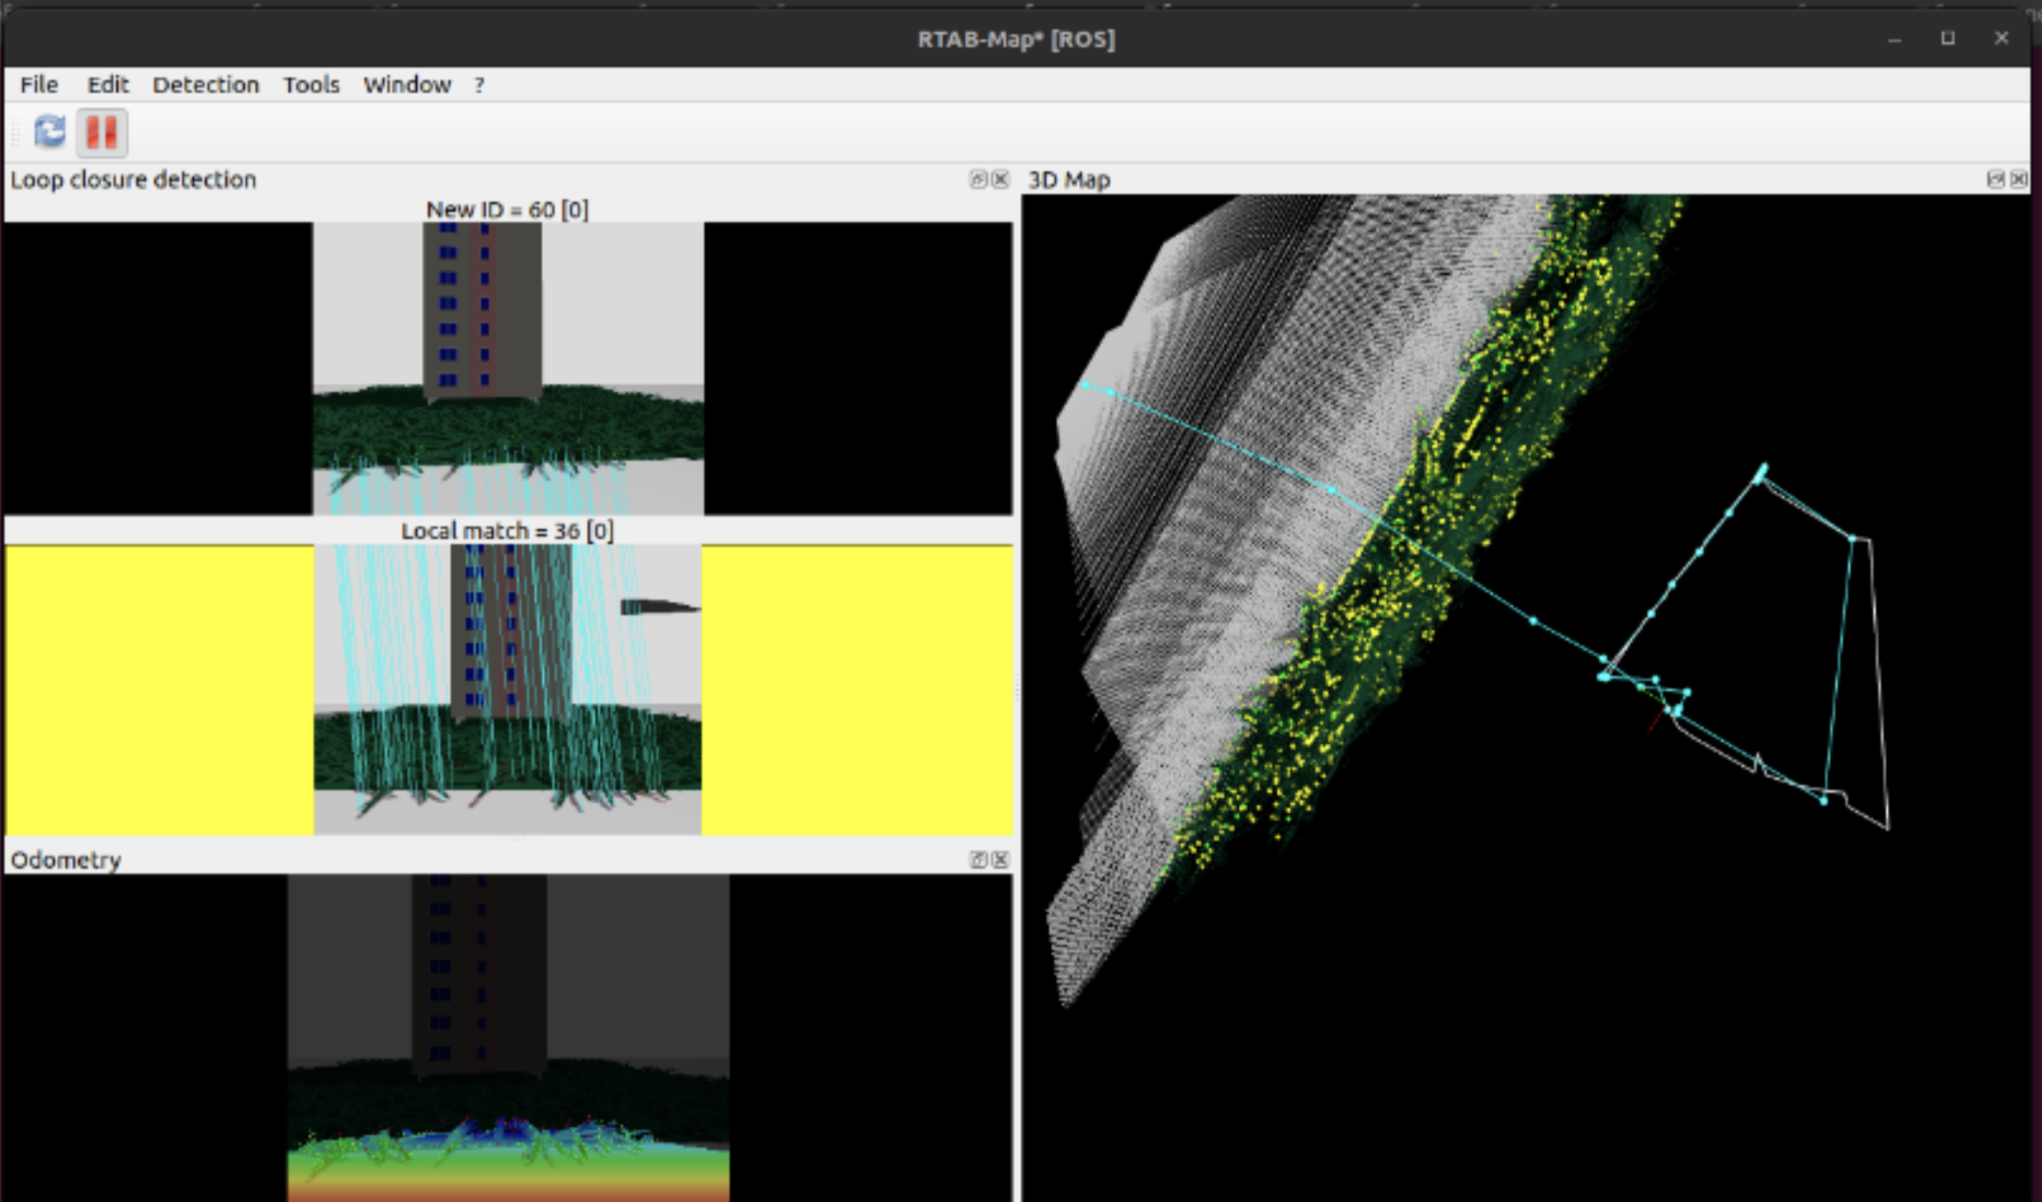 RTAB-Map* [ROS]
File Edit Detection Tools Window ?
Loop closure detection
New ID = 60 [0]
Local match = 36 [0]
Odometry
3D Map